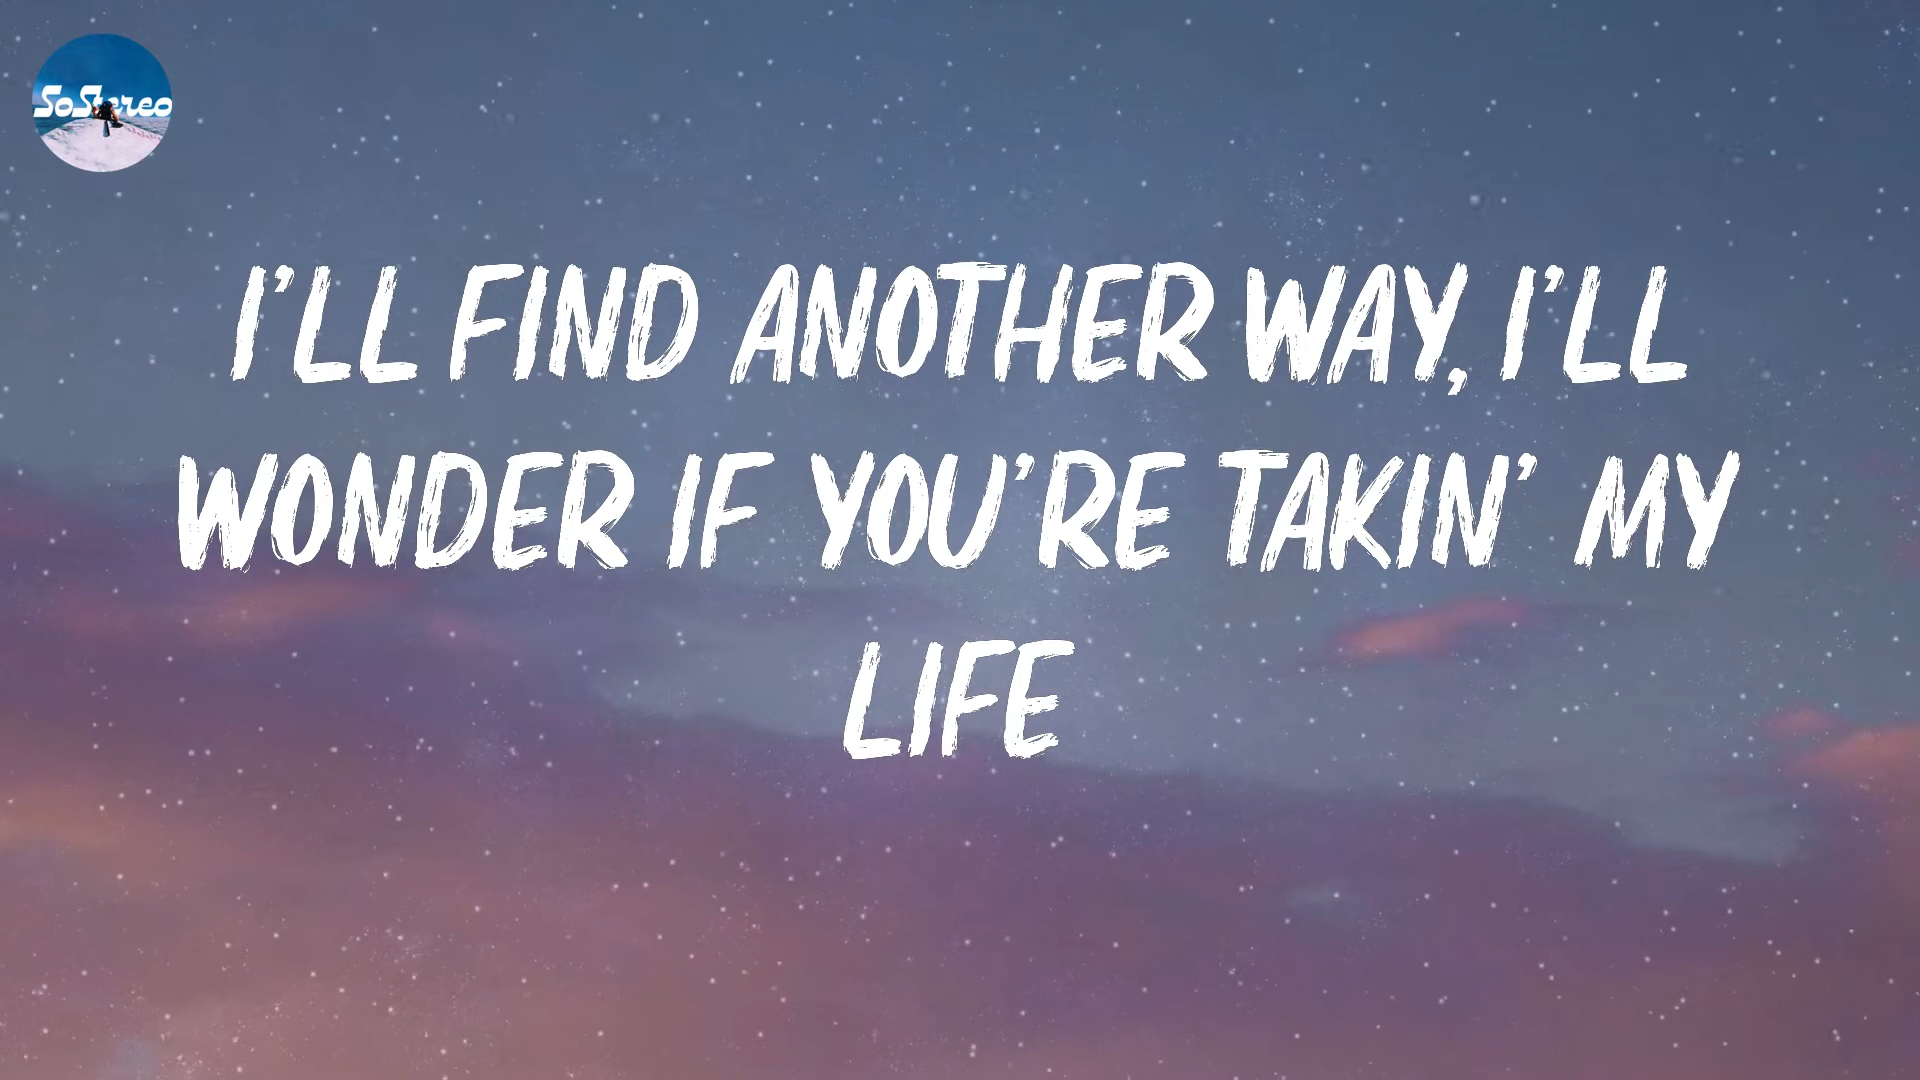 SoStereo
I'LL FIND ANOTHER WAY, I'LL
WONDER IF YOU'RE TAKIN' MY
LIFE